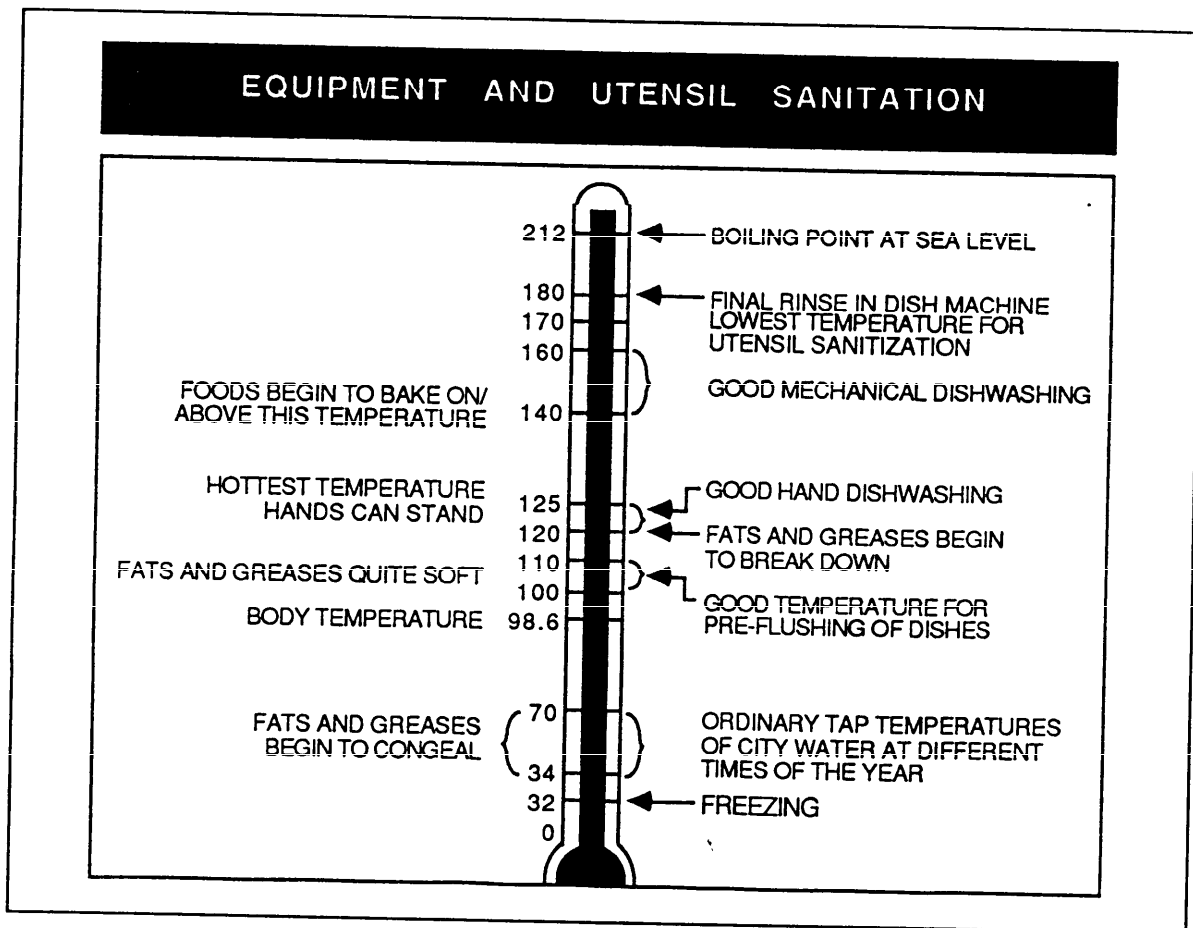 EQUIPMENT AND UTENSIL SANITATION
212
BOILING POINT AT SEA LEVEL
180
FINAL RINSE IN DISH MACHINE
LOWEST TEMPERATURE FOR
UTENSIL SANITIZATION
170
160
GOOD MECHANICAL DISHWASHING
FOODS BEGIN TO BAKE ON/
ABOVE THIS TEMPERATURE
140
HOTTEST TEMPERATURE
HANDS CAN STAND
125
GOOD HAND DISHWASHING
120
FATS AND GREASES BEGIN
TO BREAK DOWN
110
FATS AND GREASES QUITE SOFT
100
GOOD TEMPERATURE FOR
PRE-FLUSHING OF DISHES
BODY TEMPERATURE
98.6
70
FATS AND GREASES
BEGIN TO CONGEAL
ORDINARY TAP TEMPERATURES
OF CITY WATER AT DIFFERENT
TIMES OF THE YEAR
34
32
FREEZING
0